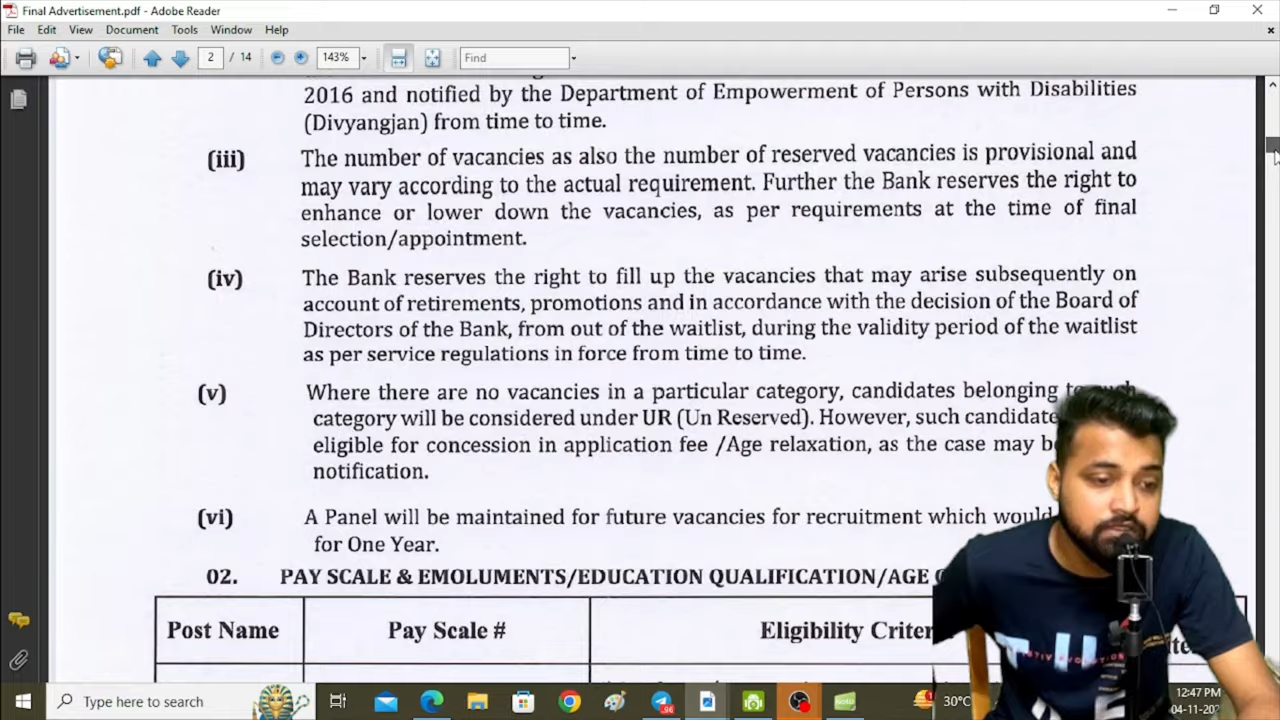 Final Advertisement.pdf - Adobe Reader
File Edit View Document Tools Window Help
2 / 14 143% Find
2016 and notified by the Department of Empowerment of Persons with Disabilities
(Divyangjan) from time to time.
(iii) The number of vacancies as also the number of reserved vacancies is provisional and
may vary according to the actual requirement. Further the Bank reserves the right to
enhance or lower down the vacancies, as per requirements at the time of final
selection/appointment.
(iv) The Bank reserves the right to fill up the vacancies that may arise subsequently on
account of retirements, promotions and in accordance with the decision of the Board of
Directors of the Bank, from out of the waitlist, during the validity period of the waitlist
as per service regulations in force from time to time.
(v) Where there are no vacancies in a particular category, candidates belonging
category will be considered under UR (Un Reserved). However, such
eligible for concession in application fee /Age relaxation, as the case may
notification.
(vi) A Panel will be maintained for future vacancies for recruitment which would
for One Year.
02. PAY SCALE & EMOLUMENTS/EDUCATION QUALIFICATION/AGE
Post Name Pay Scale # Eligibility
Type here to search
96
1 30°C
12:47 PM